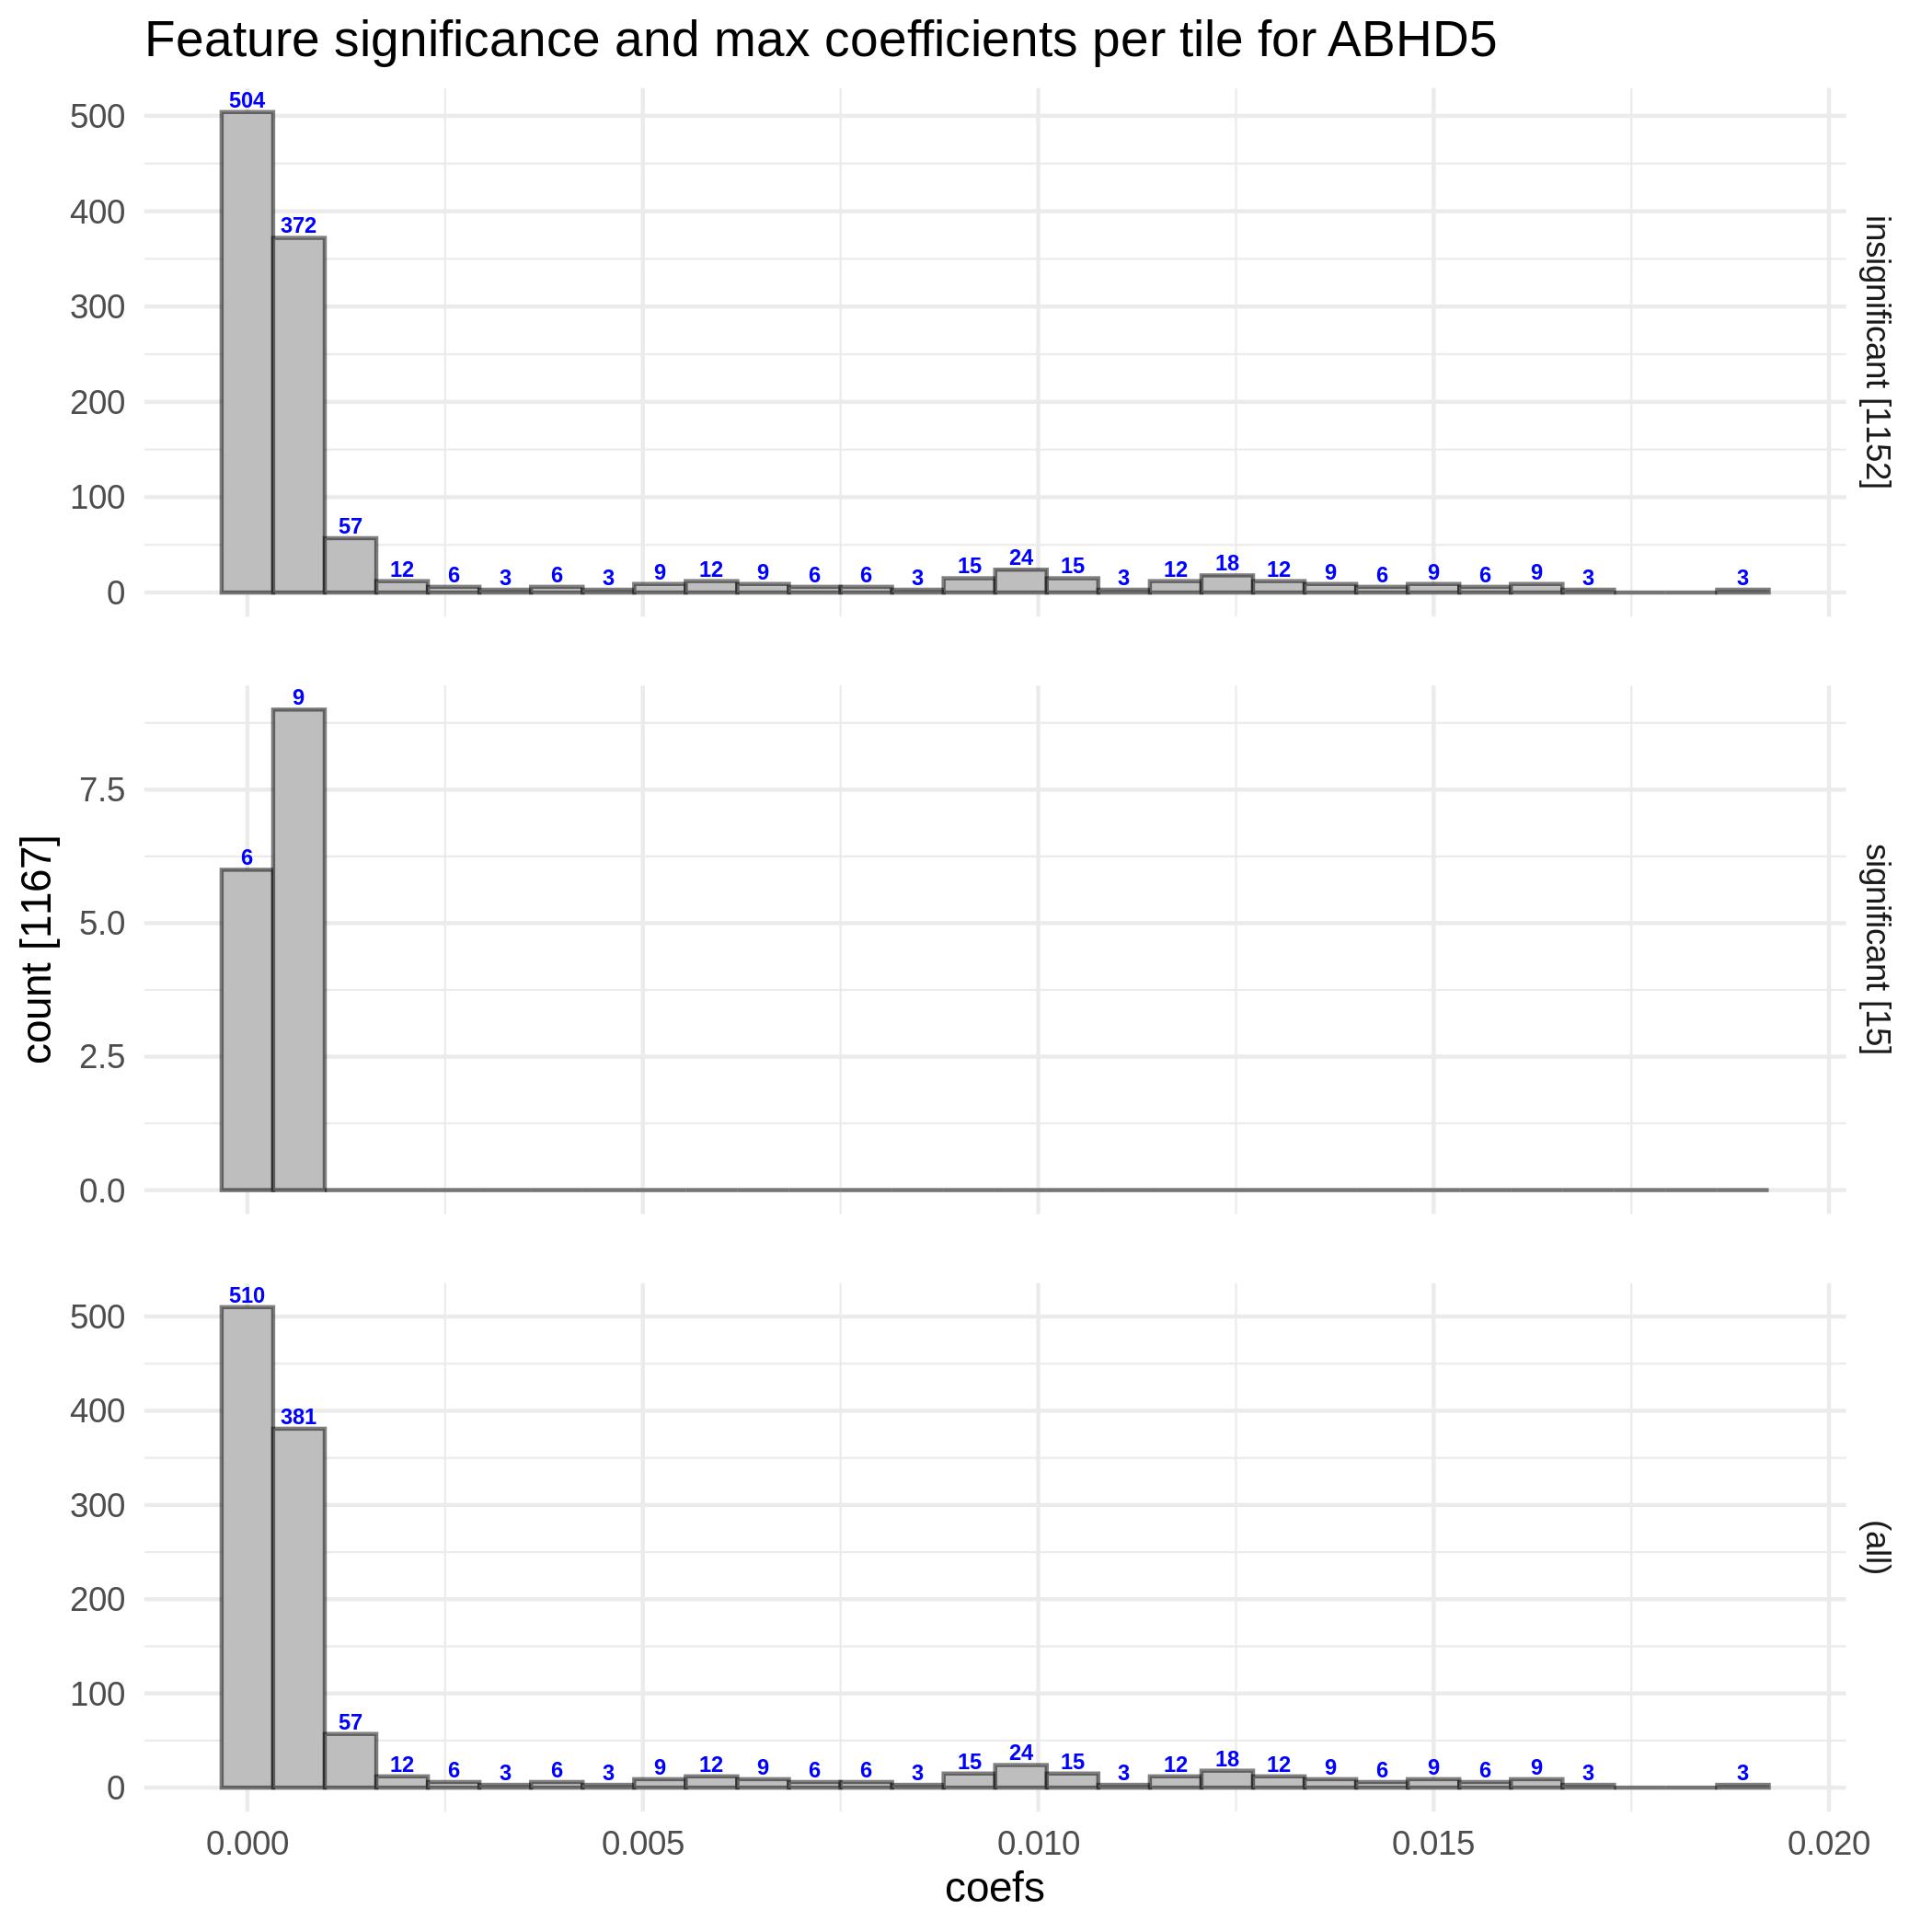 Feature significance and max coefficients per tile for ABHD5
504
500
400
372
300
200
100
57
12 6 3 6 3 9 12 9 6 6 3 15 24 15 3 12 18 12 9 6 9 6 9 3 3
0
insignificant [1152]
9
7.5
6
5.0
2.5
0.0
count [1167]
significant [15]
510
500
400
381
300
200
100
57
12 6 3 6 3 9 12 9 6 6 3 15 24 15 3 12 18 12 9 6 9 6 9 3 3
0
(all)
0.000 0.005 0.010 0.015 0.020
coefs